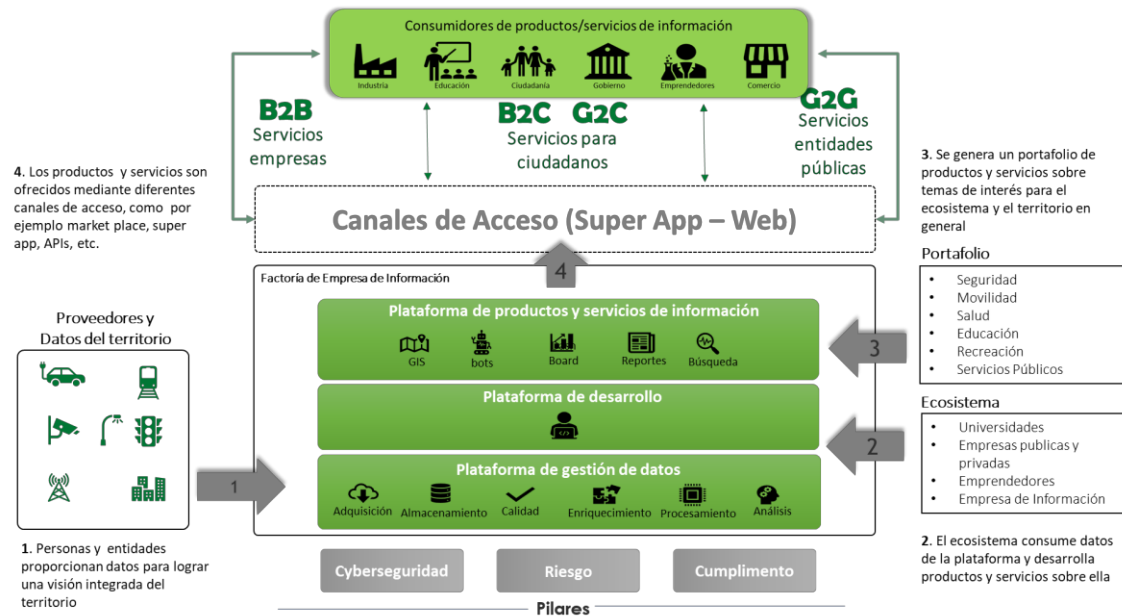 Consumidores de productos/servicios de información
Industria
Educación
Ciudadanía
Gobierno
Emprendedores
Comercio
B2B
Servicios
empresas
B2C G2C
Servicios para
ciudadanos
G2G
Servicios
entidades
públicas
4. Los productos y servicios son
ofrecidos mediante diferentes
canales de acceso, como por
ejemplo market place, super
app, APIs, etc.
3. Se genera un portafolio de
productos y servicios sobre
temas de interés para el
ecosistema y el territorio en
general
Canales de Acceso (Super App – Web)
4
Factoría de Empresa de Información
Plataforma de productos y servicios de información
GIS
bots
Board
Reportes
Búsqueda
3
Portafolio
• Seguridad
• Movilidad
• Salud
• Educación
• Recreación
• Servicios Públicos
Proveedores y
Datos del territorio
Plataforma de desarrollo
2
Ecosistema
• Universidades
• Empresas publicas y
privadas
• Emprendedores
• Empresa de Información
1
Plataforma de gestión de datos
Adquisición
Almacenamiento
Calidad
Enriquecimiento
Procesamiento
Análisis
1. Personas y entidades
proporcionan datos para lograr
una visión integrada del
territorio
2. El ecosistema consume datos
de la plataforma y desarrolla
productos y servicios sobre ella
Cyberseguridad
Riesgo
Cumplimento
Pilares